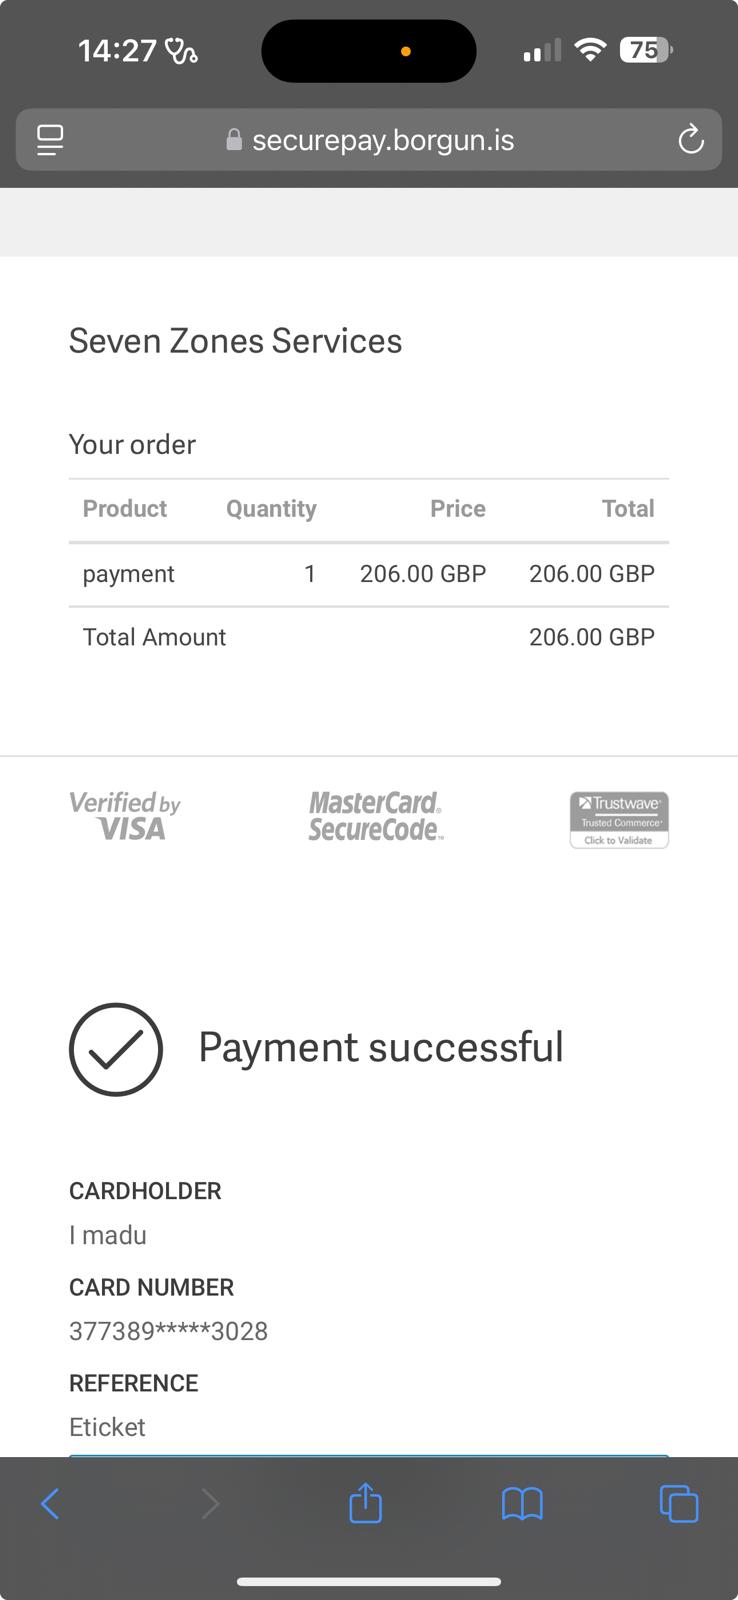 14:27
75
securepay.borgun.is
Seven Zones Services
Your order
Product Quantity Price Total
payment 1 206.00 GBP 206.00 GBP
Total Amount 206.00 GBP
Verified by
VISA
MasterCard®
SecureCode™
Trustwave®
Trusted Commerce™
Click to Validate
Payment successful
CARDHOLDER
I madu
CARD NUMBER
377389*****3028
REFERENCE
Eticket